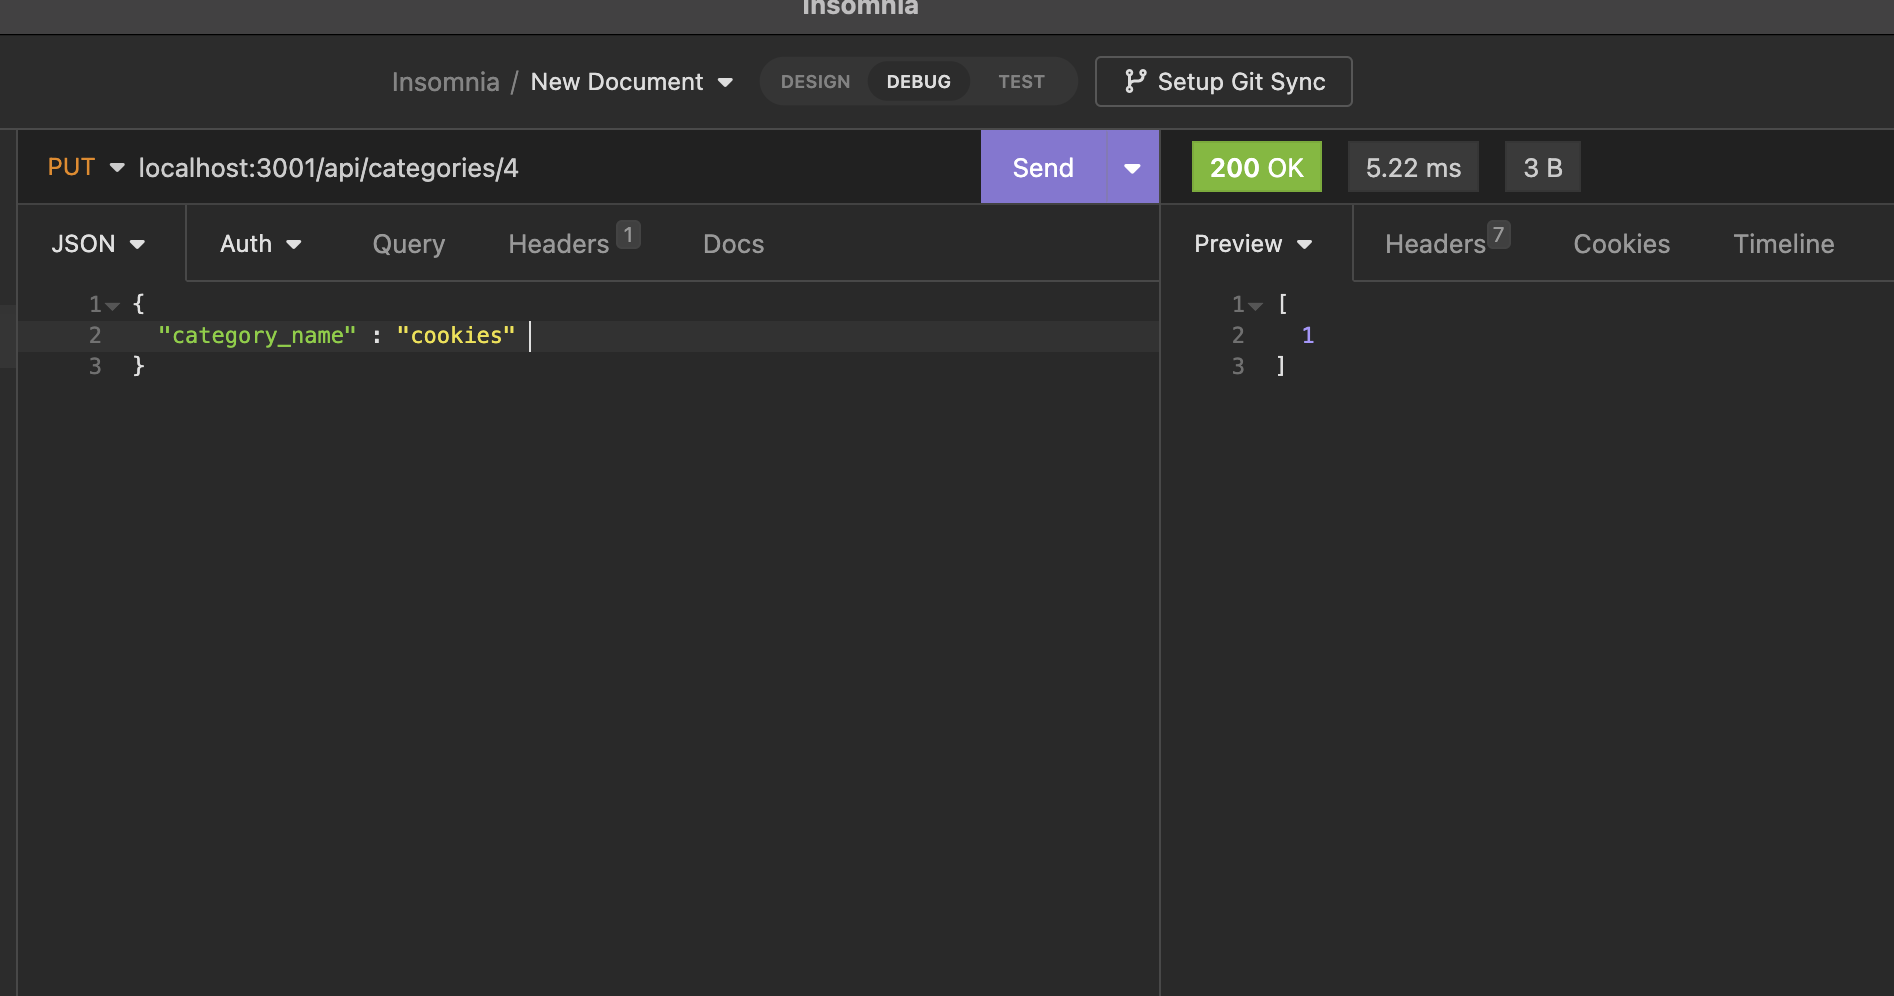 Insomnia
Insomnia / New Document DESIGN DEBUG TEST Setup Git Sync
PUT localhost:3001/api/categories/4 Send 200 OK 5.22 ms 3 B
JSON Auth Query Headers 1 Docs Preview Headers 7 Cookies Timeline
1 {
2 "category_name" : "cookies"
3 }
1 [
2 1
3 ]